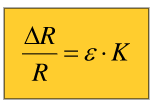 ΔR/R = ε · K